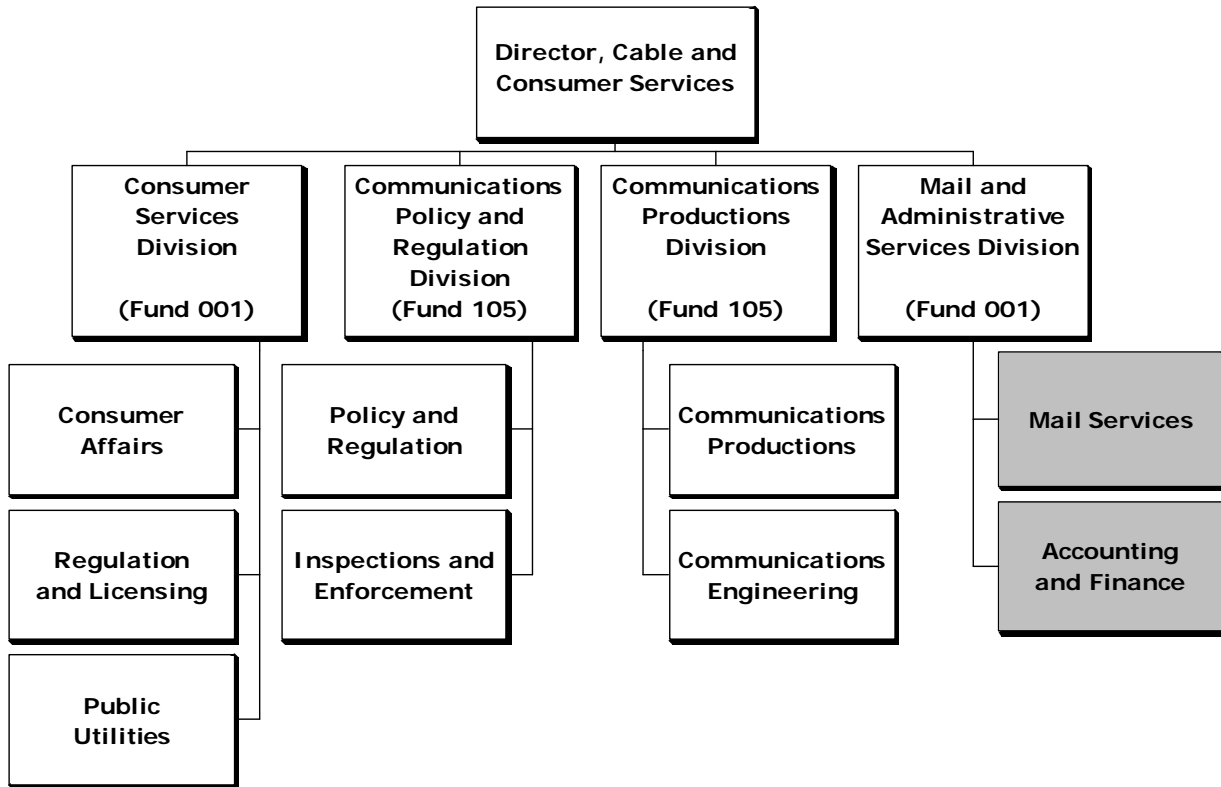 Director, Cable and
Consumer Services
Consumer
Services
Division
(Fund 001)
Communications
Policy and
Regulation
Division
(Fund 105)
Communications
Productions
Division
(Fund 105)
Mail and
Administrative
Services Division
(Fund 001)
Consumer
Affairs
Regulation
and Licensing
Public
Utilities
Policy and
Regulation
Inspections and
Enforcement
Communications
Productions
Communications
Engineering
Mail Services
Accounting
and Finance